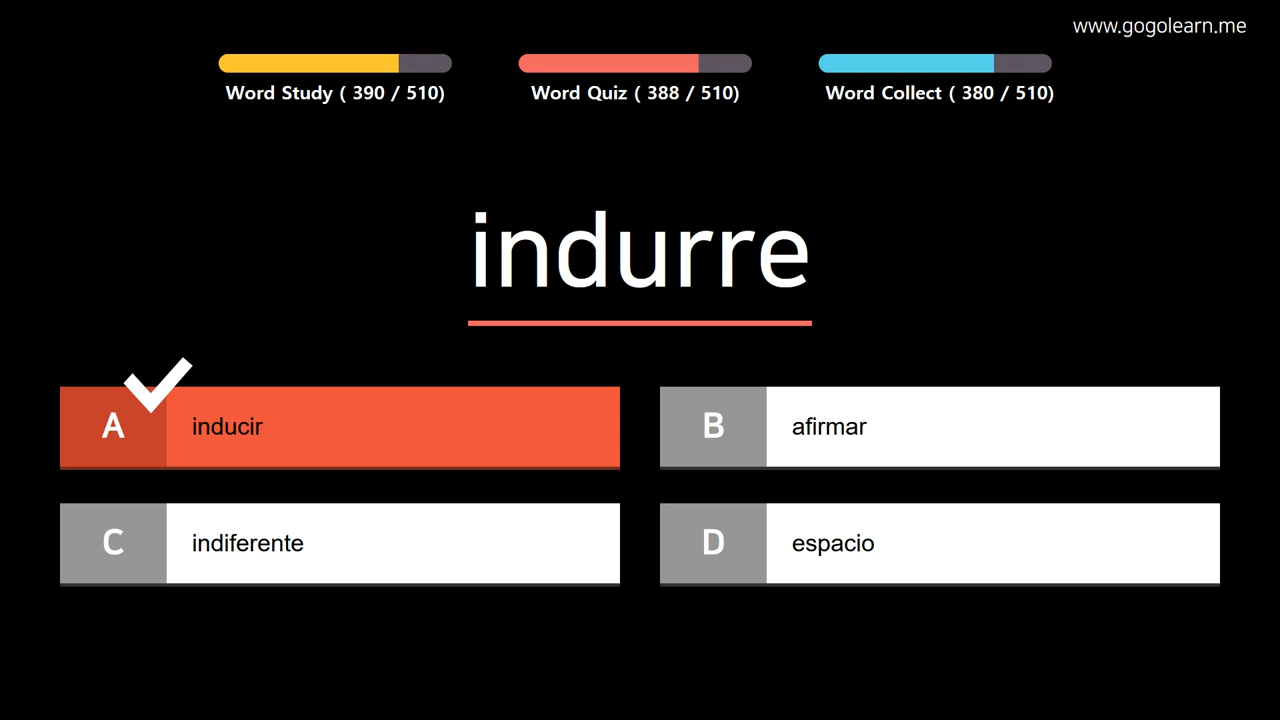 www.gogolearn.me
Word Study ( 390 / 510)
Word Quiz ( 388 / 510)
Word Collect ( 380 / 510)
indurre
A inducir
B afirmar
C indiferente
D espacio